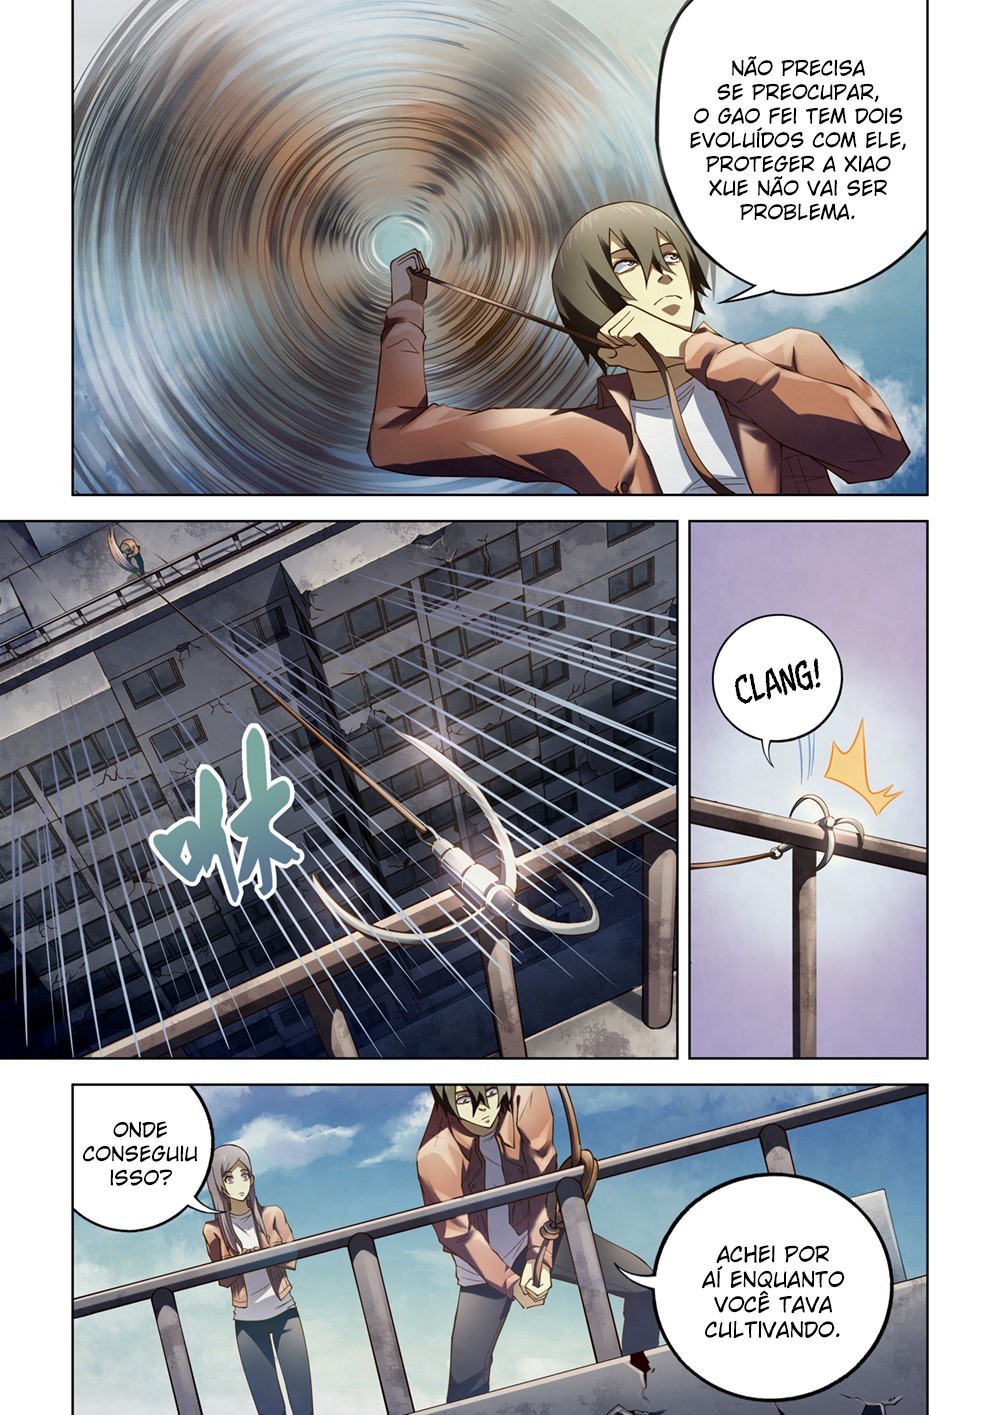 NÃO PRECISA
SE PREOCUPAR,
O GAO FEI TEM DOIS
EVOLUÍDOS COM ELE,
PROTEGER A XIAO
XUE NÃO VAI SER
PROBLEMA.
咻
CLANG!
ONDE
CONSEGUIU
ISSO?
ACHEI POR
AÍ ENQUANTO
VOCÊ TAVA
CULTIVANDO.